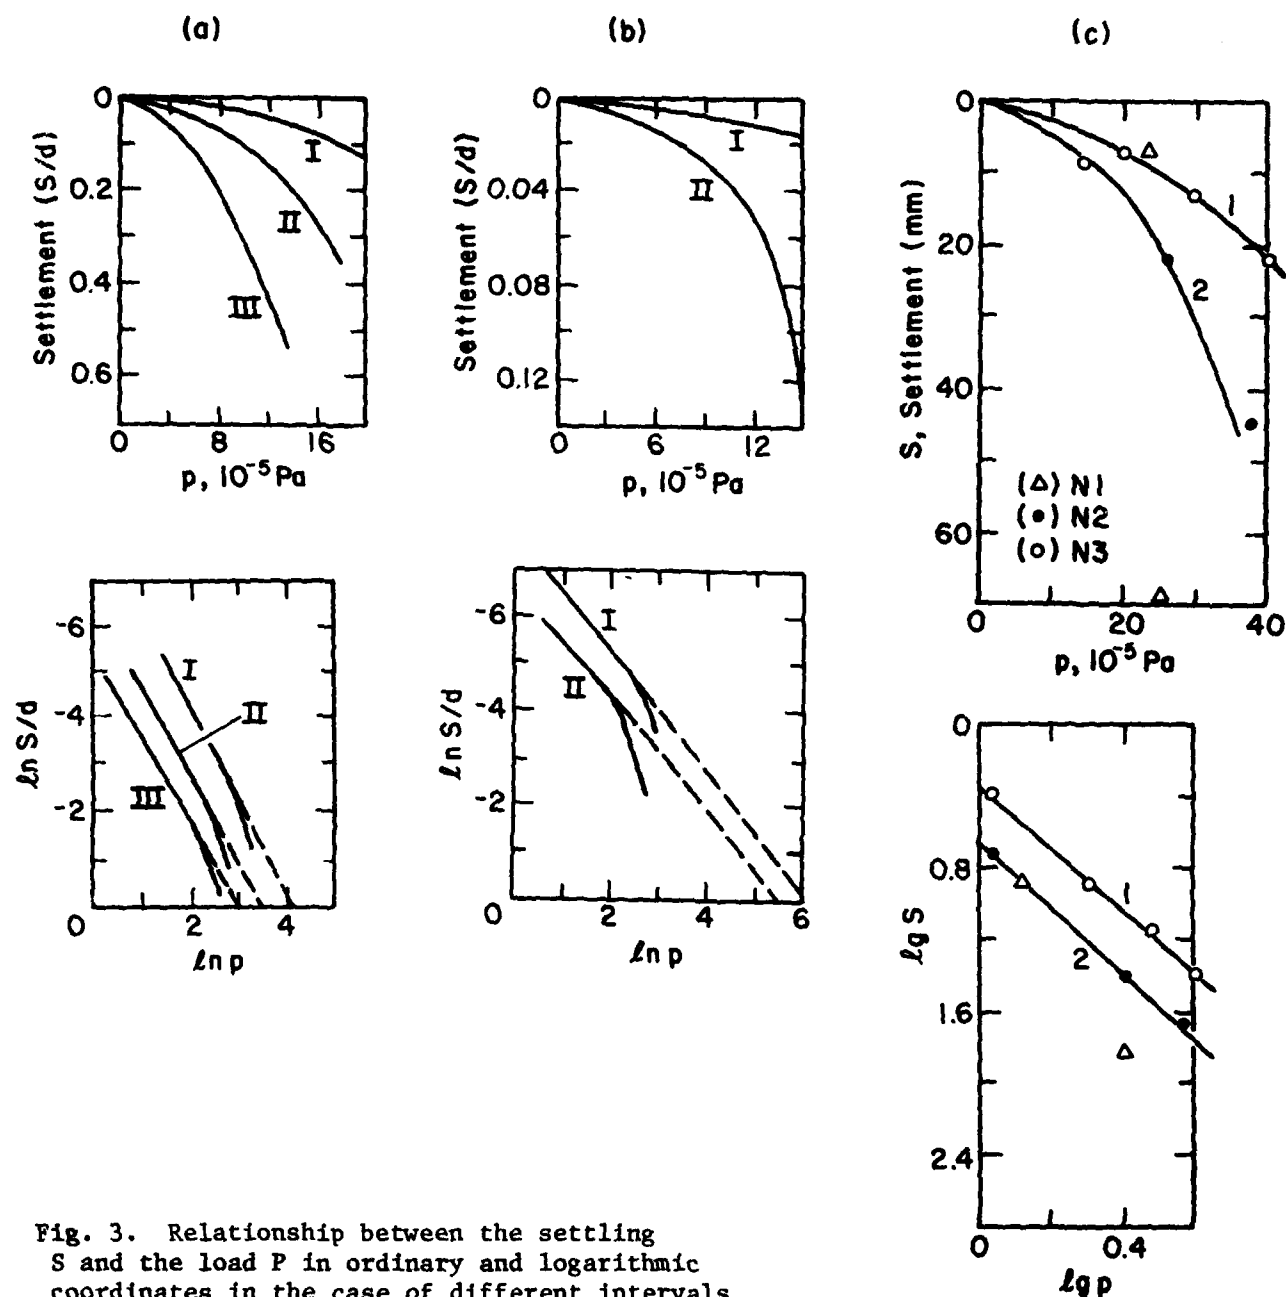 (a)
(b)
(c)
0
0.2
0.4
0.6
Settlement (S/d)
I
II
III
0 8 16
p, 10⁻⁵ Pa
0
0.04
0.08
0.12
Settlement (S/d)
I
II
0 6 12
p, 10⁻⁵ Pa
0
20
40
60
S, Settlement (mm)
1
2
(△) N1
(●) N2
(○) N3
0 20 40
p, 10⁻⁵ Pa
-6
-4
-2
ln S/d
I
II
III
0 2 4
ln p
-6
-4
-2
ln S/d
I
II
0 2 4 6
ln p
0
0.8
1.6
2.4
lg S
1
2
0 0.4
lg p
Fig. 3. Relationship between the settling
S and the load P in ordinary and logarithmic
coordinates in the case of different intervals